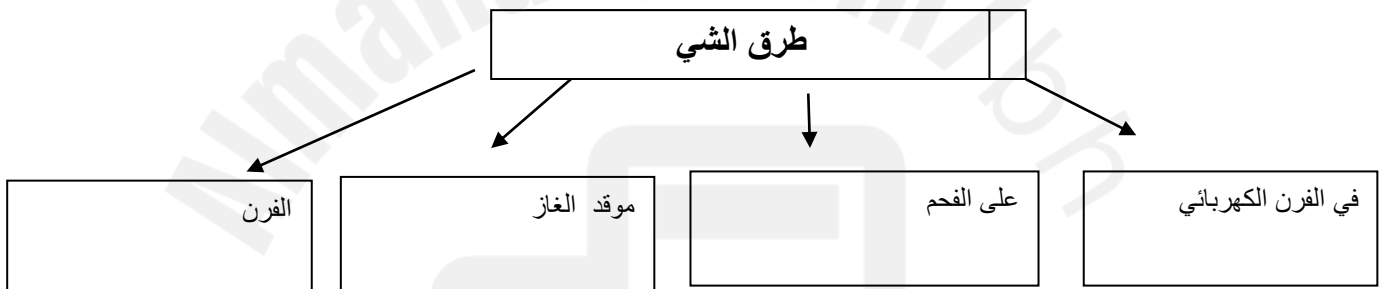 طرق الشي
في الفرن الكهربائي
على الفحم
موقد الغاز
الفرن